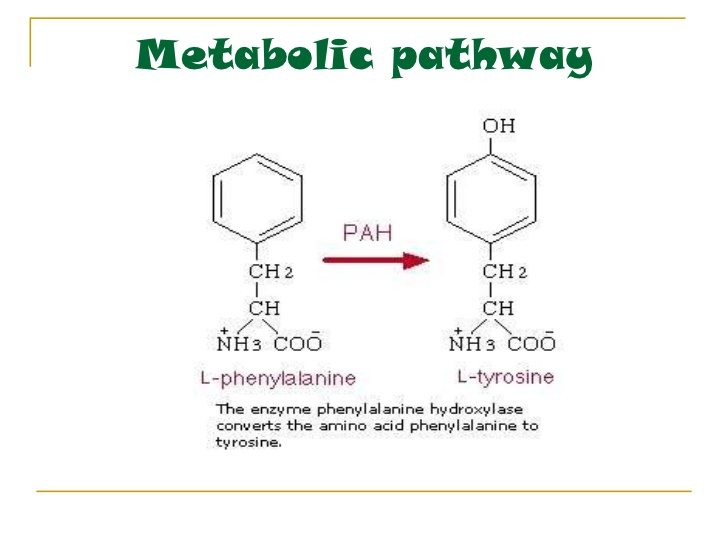 Metabolic pathway
OH
PAH
CH2 CH2
CH CH
+ − + −
NH3 COO NH3 COO
L-phenylalanine L-tyrosine
The enzyme phenylalanine hydroxylase
converts the amino acid phenylalanine to
tyrosine.